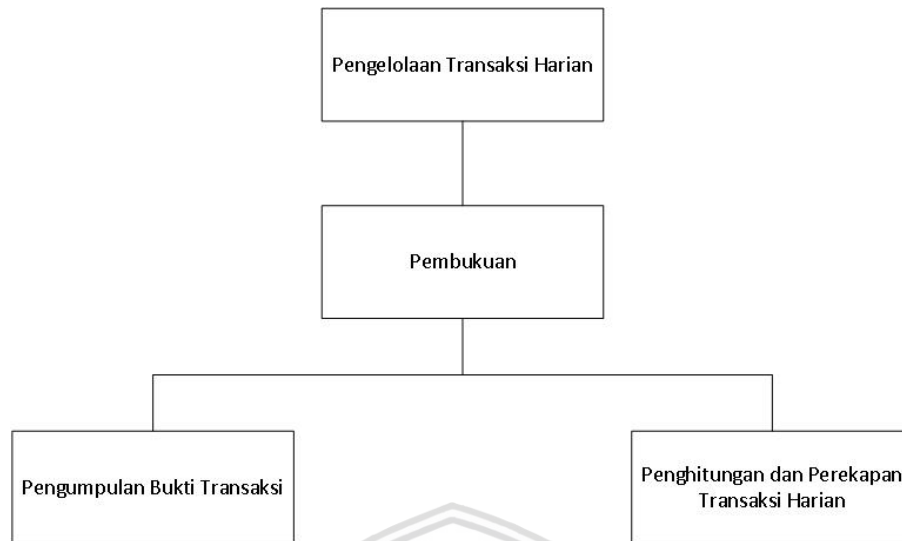 Pengelolaan Transaksi Harian
Pembukuan
Pengumpulan Bukti Transaksi
Penghitungan dan Perekapan
Transaksi Harian